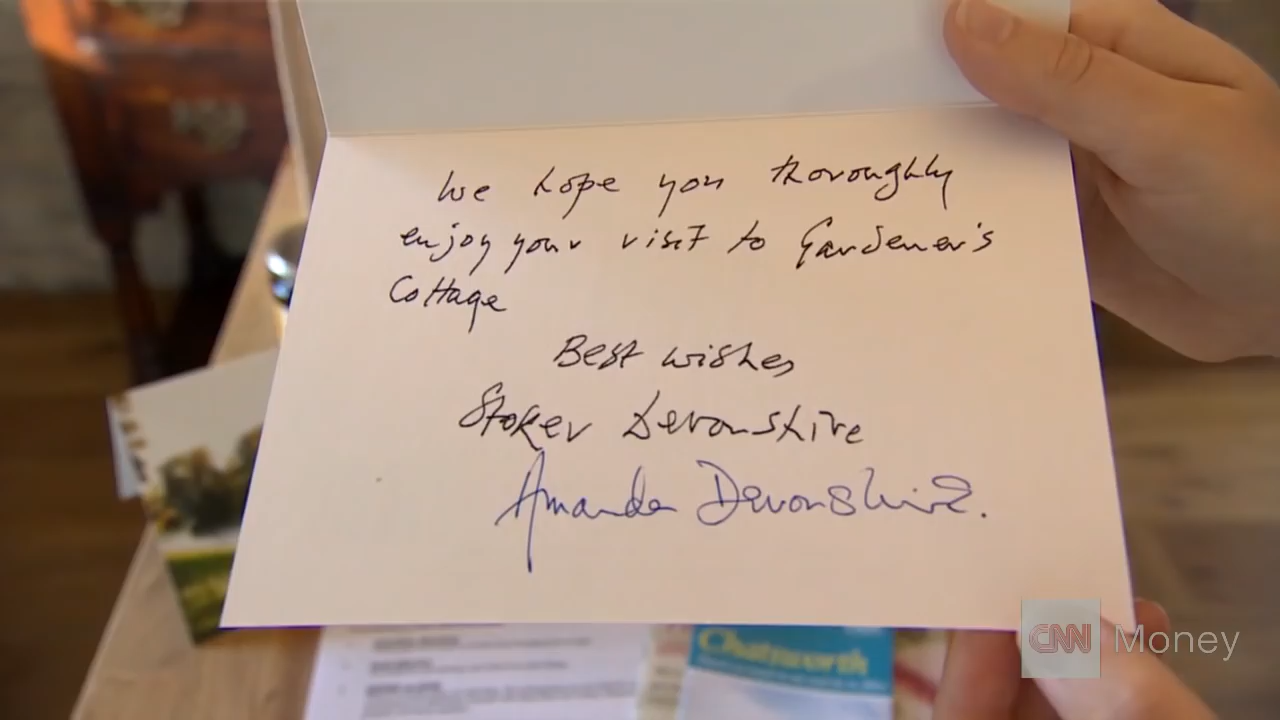 We hope you thoroughly
enjoy your visit to Gardener's
Cottage
Best wishes
Stoker Devonshire
Amanda Devonshire.
Chatsworth
CNN Money